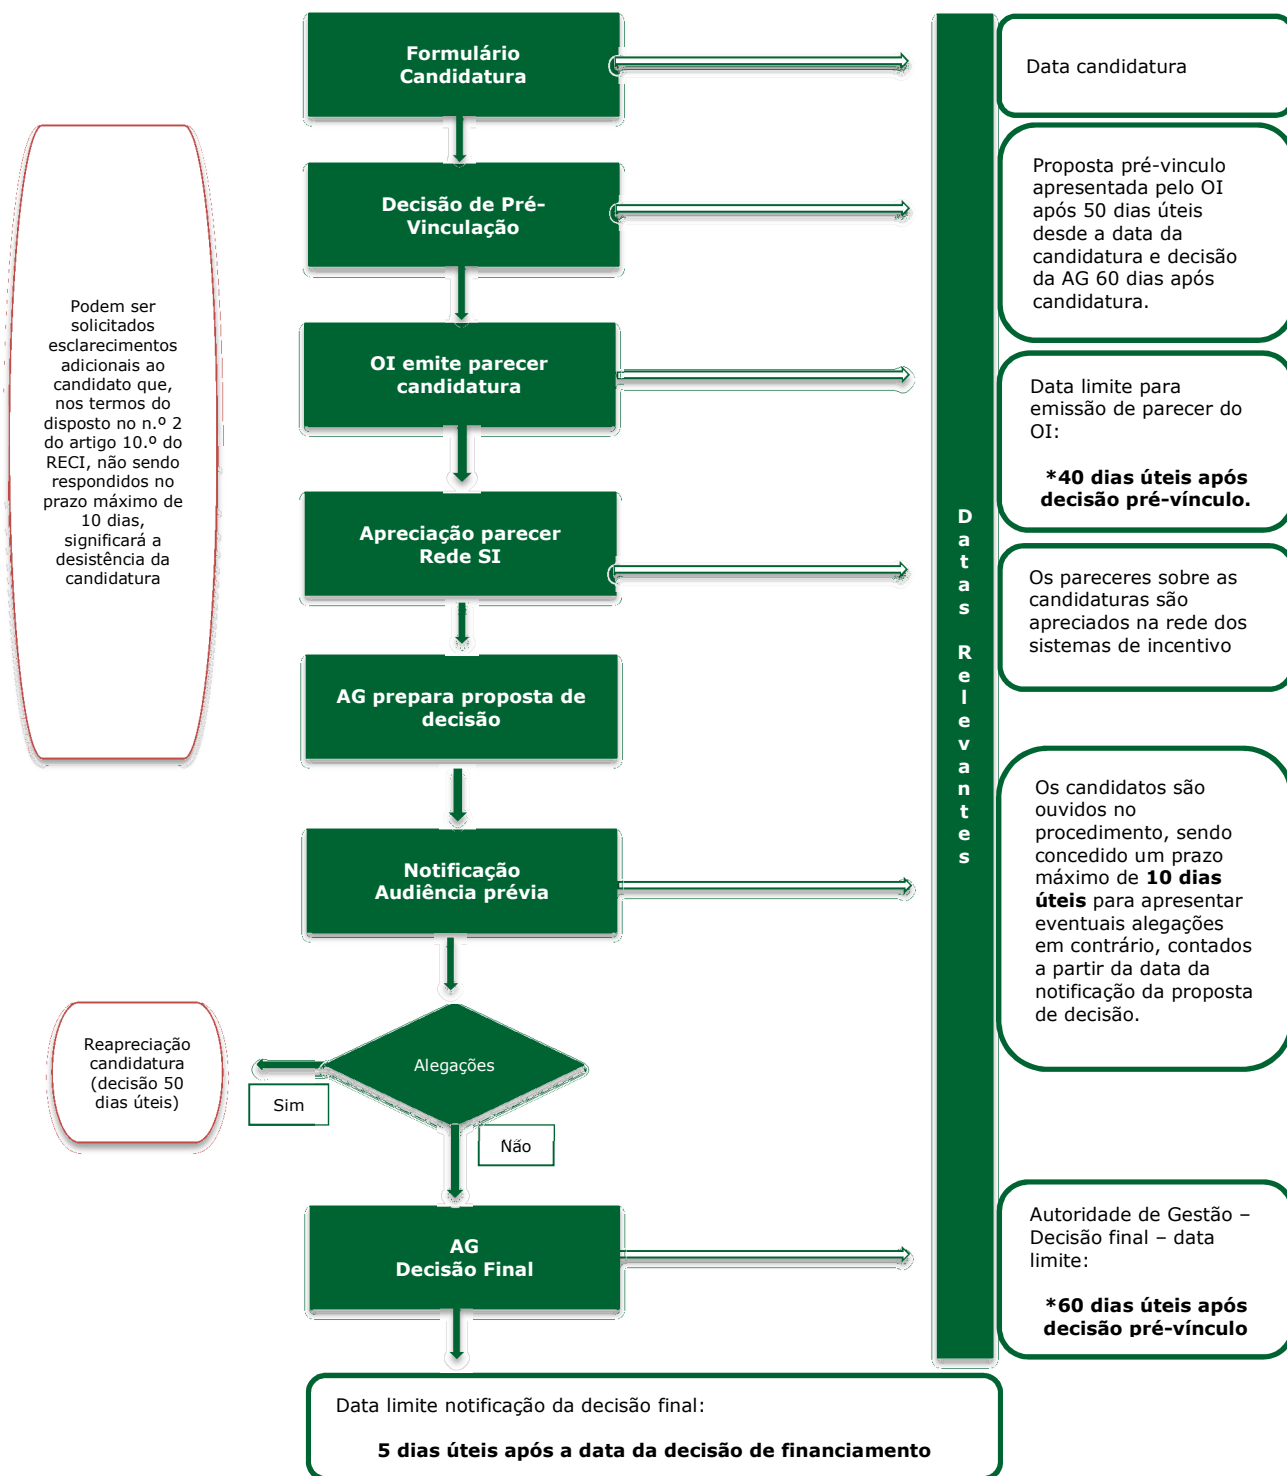 Formulário
Candidatura
Data candidatura
Decisão de Pré-
Vinculação
Proposta pré-vinculo
apresentada pelo OI
após 50 dias úteis
desde a data da
candidatura e decisão
da AG 60 dias após
candidatura.
Podem ser
solicitados
esclarecimentos
adicionais ao
candidato que,
nos termos do
disposto no n.º 2
do artigo 10.º do
RECI, não sendo
respondidos no
prazo máximo de
10 dias,
significará a
desistência da
candidatura
OI emite parecer
candidatura
Data limite para
emissão de parecer do
OI:
*40 dias úteis após
decisão pré-vínculo.
Apreciação parecer
Rede SI
Os pareceres sobre as
candidaturas são
apreciados na rede dos
sistemas de incentivo
D
a
t
a
s
R
e
l
e
v
a
n
t
e
s
AG prepara proposta de
decisão
Notificação
Audiência prévia
Os candidatos são
ouvidos no
procedimento, sendo
concedido um prazo
máximo de 10 dias
úteis para apresentar
eventuais alegações
em contrário, contados
a partir da data da
notificação da proposta
de decisão.
Alegações
Reapreciação
candidatura
(decisão 50
dias úteis)
Sim
Não
AG
Decisão Final
Autoridade de Gestão –
Decisão final – data
limite:
*60 dias úteis após
decisão pré-vínculo
Data limite notificação da decisão final:
5 dias úteis após a data da decisão de financiamento